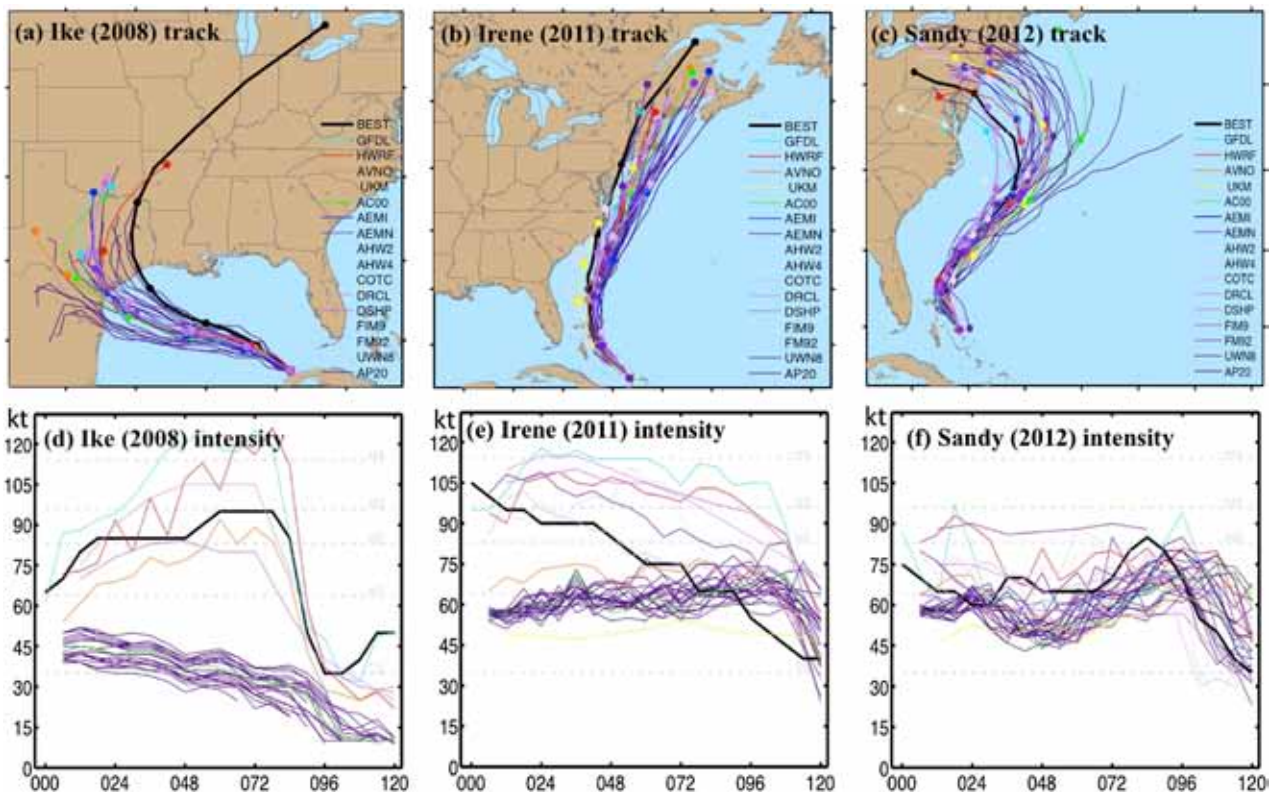 (a) Ike (2008) track
BEST
GFDL
HWRF
AVNO
UKM
AC00
AEMI
AEMN
AHW2
AHW4
COTC
DRCL
DSHP
FIM9
FM92
UWN8
AP20
(b) Irene (2011) track
BEST
GFDL
HWRF
AVNO
UKM
AC00
AEMI
AEMN
AHW2
AHW4
COTC
DRCL
DSHP
FIM9
FM92
UWN8
AP20
(c) Sandy (2012) track
BEST
GFDL
HWRF
AVNO
UKM
AC00
AEMI
AEMN
AHW2
AHW4
COTC
DRCL
DSHP
FIM9
FM92
UWN8
AP20
kt
(d) Ike (2008) intensity
120
105
90
75
60
45
30
15
0
000 024 048 072 096 120
kt
(e) Irene (2011) intensity
120
105
90
75
60
45
30
15
0
000 024 048 072 096 120
kt
(f) Sandy (2012) intensity
120
105
90
75
60
45
30
15
0
000 024 048 072 096 120